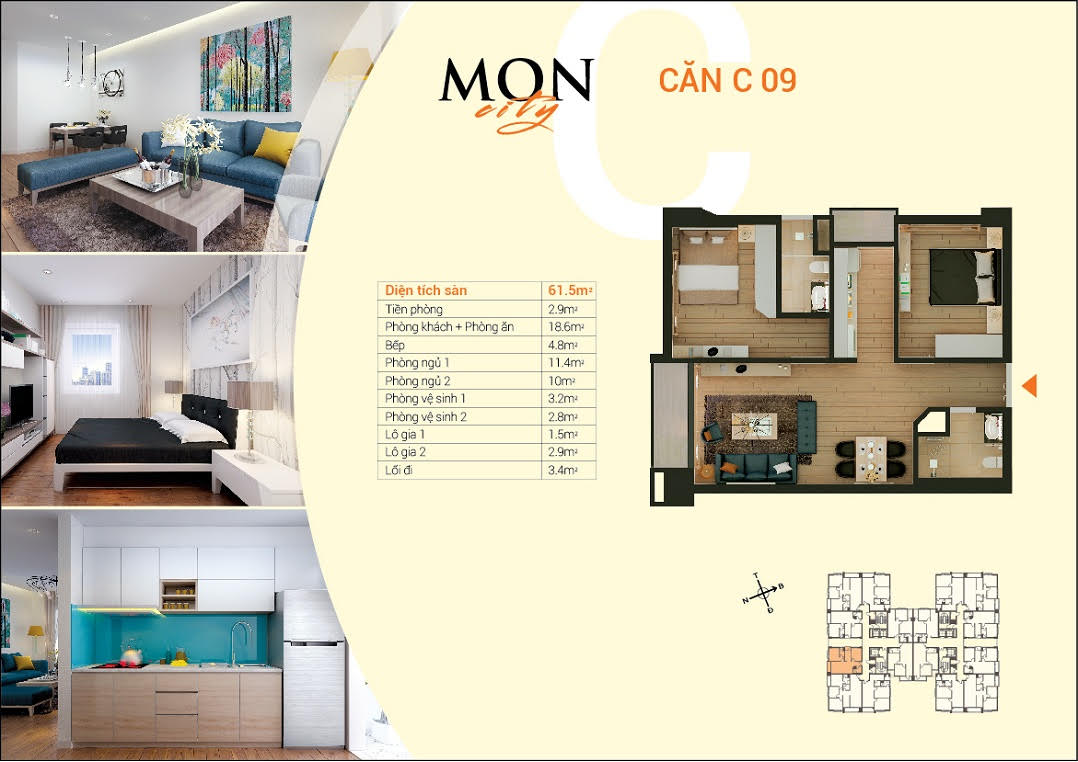 MON
city
CĂN C 09
C
Diện tích sàn 61.5m²
Tiền phòng 2.9m²
Phòng khách + Phòng ăn 18.6m²
Bếp 4.8m²
Phòng ngủ 1 11.4m²
Phòng ngủ 2 10m²
Phòng vệ sinh 1 3.2m²
Phòng vệ sinh 2 2.8m²
Lô gia 1 1.5m²
Lô gia 2 2.9m²
Lối đi 3.4m²
T
B
N
Đ